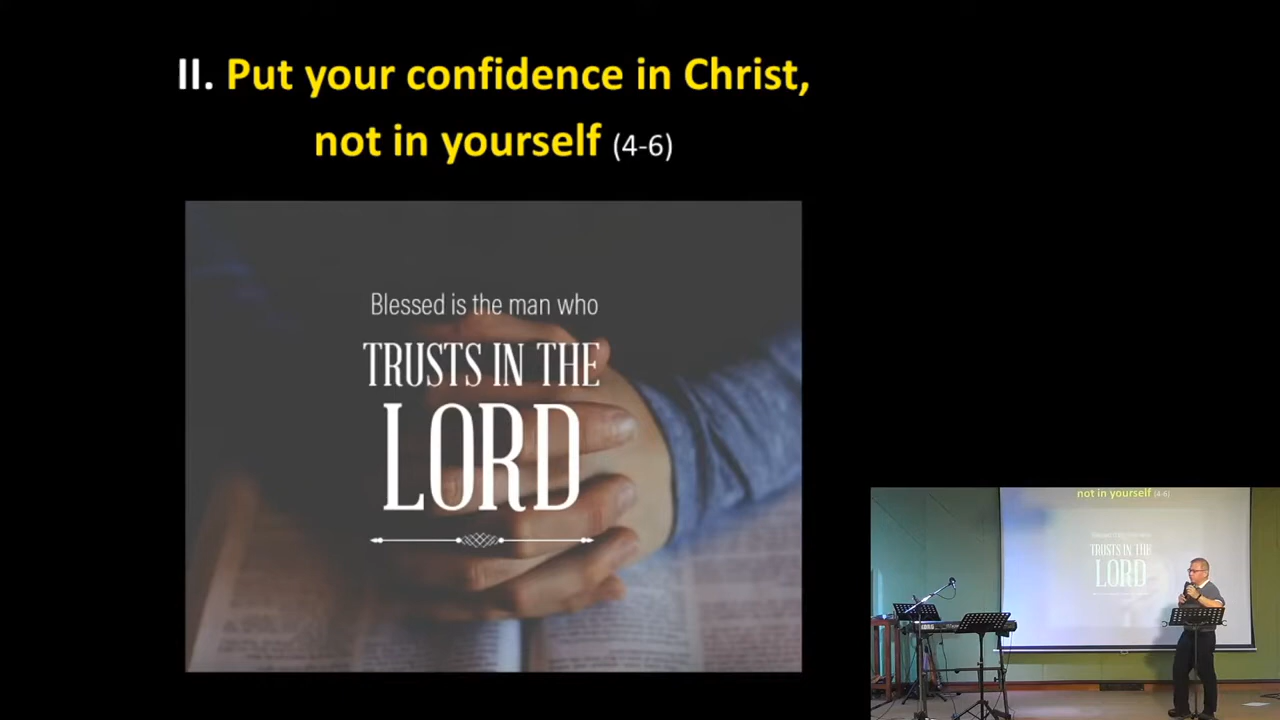 II. Put your confidence in Christ,
not in yourself (4-6)
Blessed is the man who
TRUSTS IN THE
LORD
not in yourself (4-6)
TRUSTS IN THE
LORD
KORG